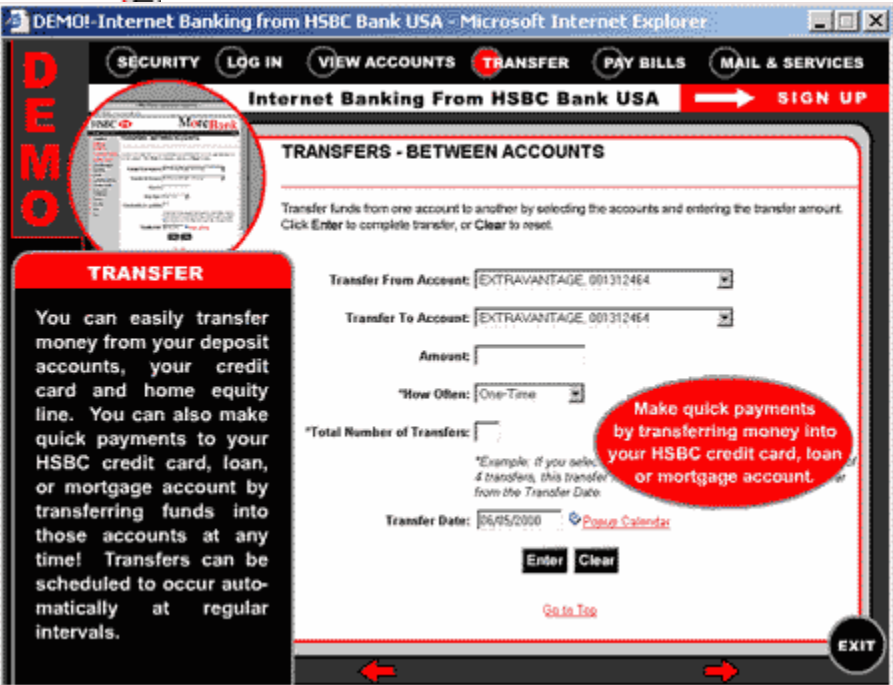 DEMO!-Internet Banking from HSBC Bank USA - Microsoft Internet Explorer
DEMO
SECURITY LOG IN VIEW ACCOUNTS TRANSFER PAY BILLS MAIL & SERVICES
Internet Banking From HSBC Bank USA SIGN UP
HSBC MoreBank
TRANSFERS - BETWEEN ACCOUNTS
Transfer funds from one account to another by selecting the accounts and entering the transfer amount.
Click Enter to complete transfer, or Clear to reset.
Transfer From Account: EXTRAVANTAGE, 001312464
Transfer To Account: EXTRAVANTAGE, 001312464
Amount:
*How Often: One-Time
*Total Number of Transfers:
*Example: If you selec of
4 transfers, this transfer
from the Transfer Date.
Transfer Date: 06/05/2000 Popup Calendar
Enter Clear
Go to Top
Make quick payments
by transferring money into
your HSBC credit card, loan
or mortgage account.
TRANSFER
You can easily transfer
money from your deposit
accounts, your credit
card and home equity
line. You can also make
quick payments to your
HSBC credit card, loan,
or mortgage account by
transferring funds into
those accounts at any
time! Transfers can be
scheduled to occur auto-
matically at regular
intervals.
EXIT